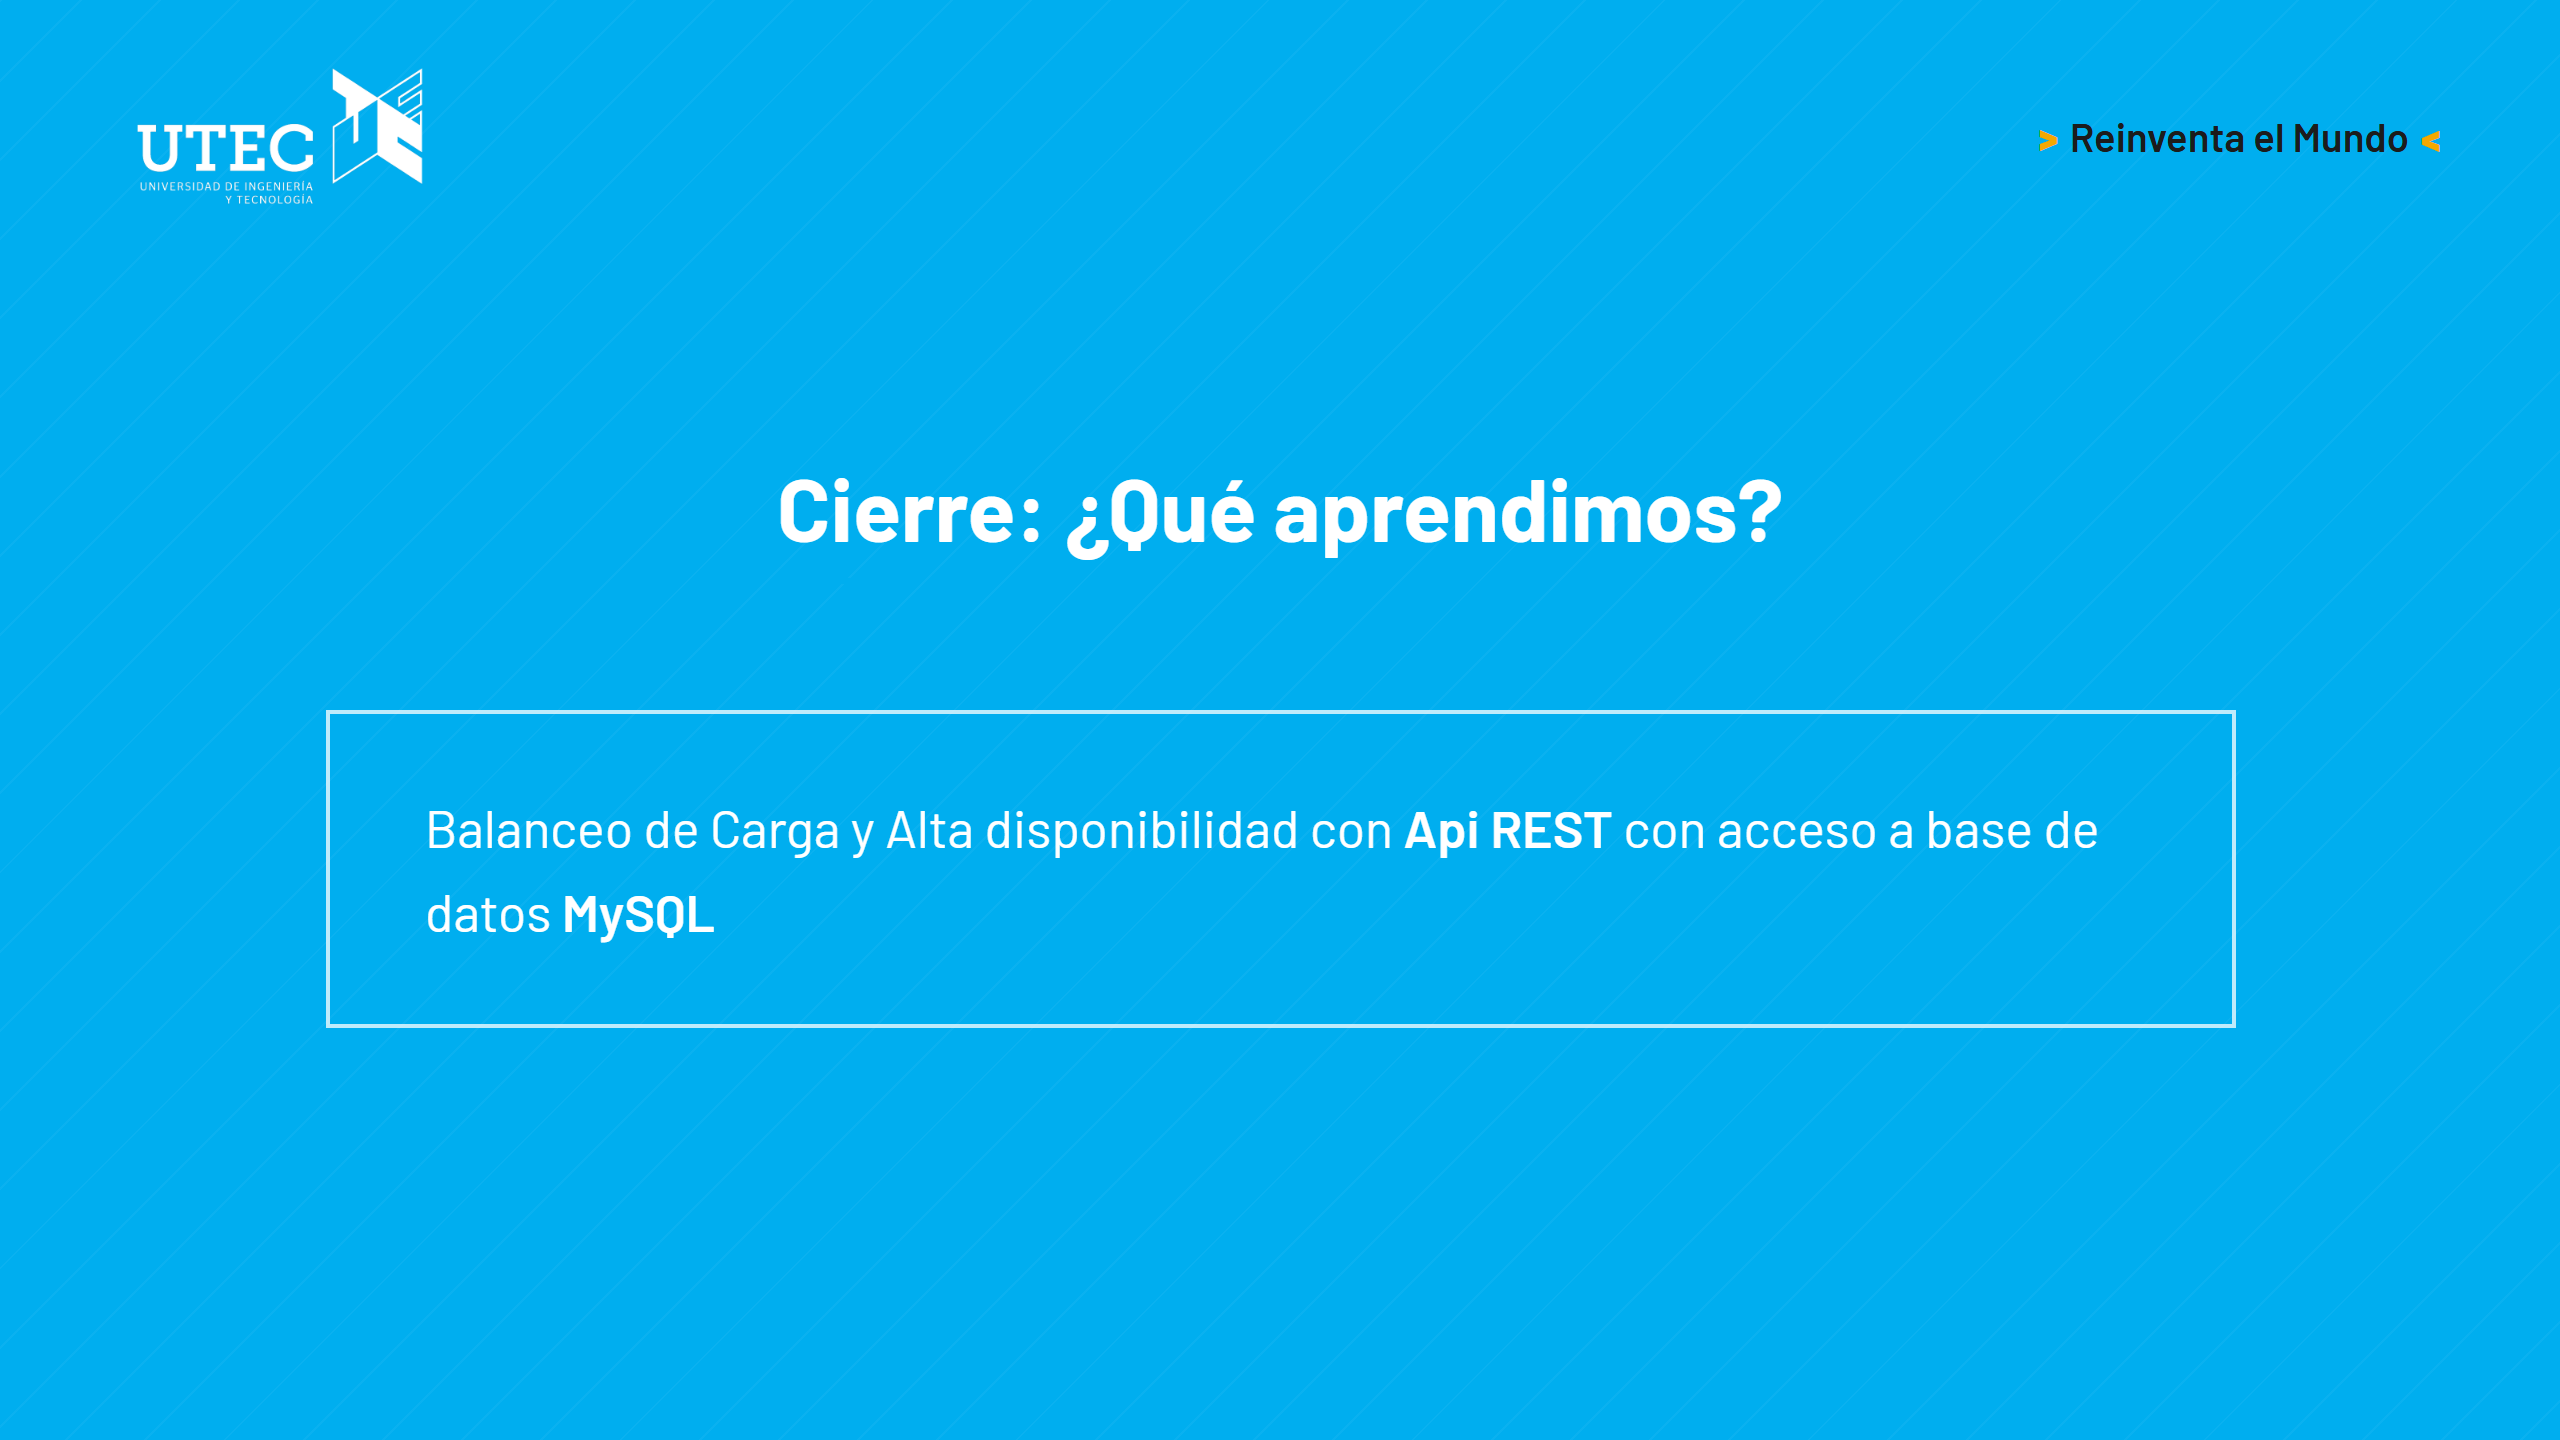 UTEC
UNIVERSIDAD DE INGENIERÍA
Y TECNOLOGÍA
> Reinventa el Mundo <
Cierre: ¿Qué aprendimos?
Balanceo de Carga y Alta disponibilidad con Api REST con acceso a base de
datos MySQL